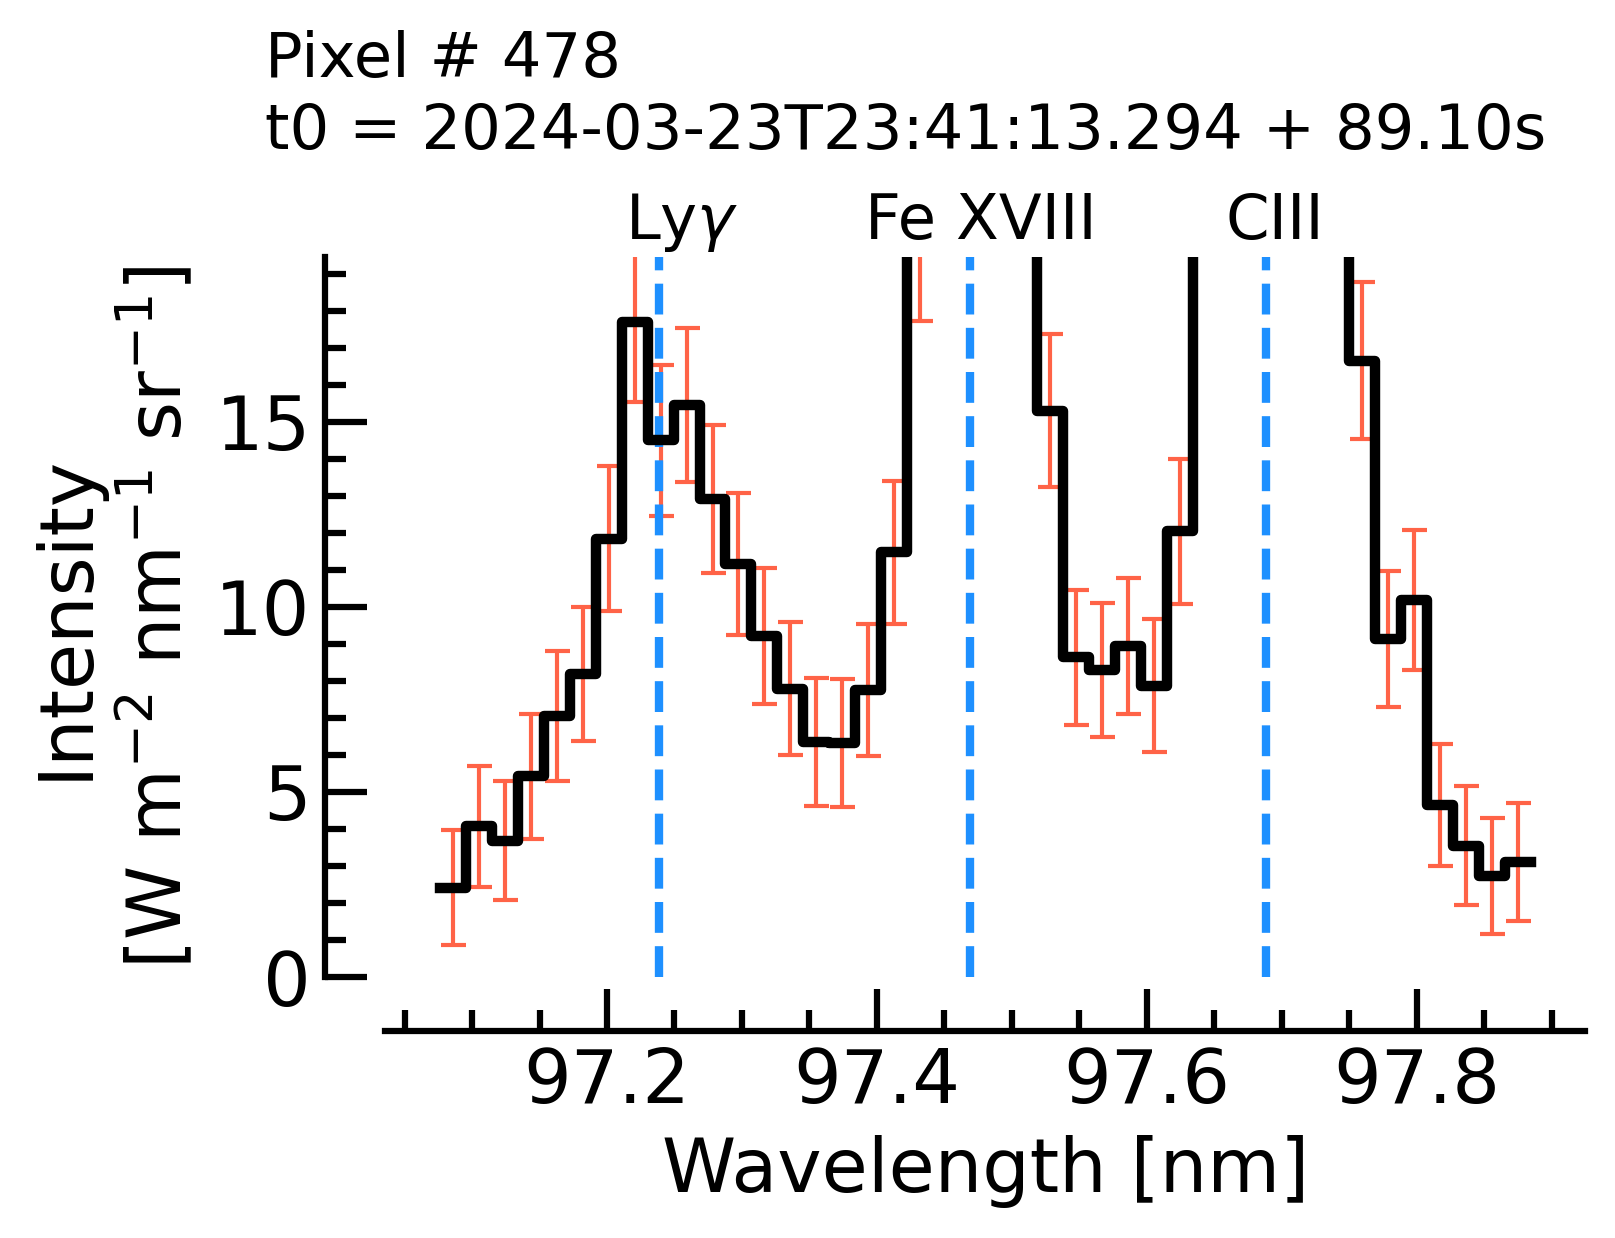 Pixel # 478
t0 = 2024-03-23T23:41:13.294 + 89.10s
Lyγ Fe XVIII CIII
Intensity
[W m⁻² nm⁻¹ sr⁻¹]
15
10
5
0
97.2 97.4 97.6 97.8
Wavelength [nm]